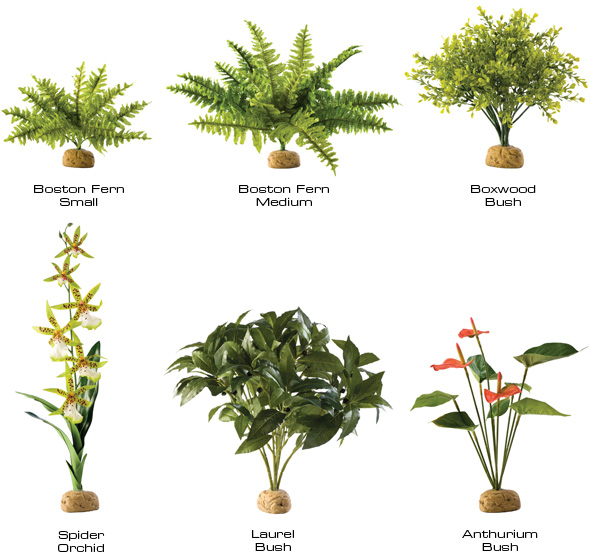 Boston Fern
Small
Boston Fern
Medium
Boxwood
Bush
Spider
Orchid
Laurel
Bush
Anthurium
Bush